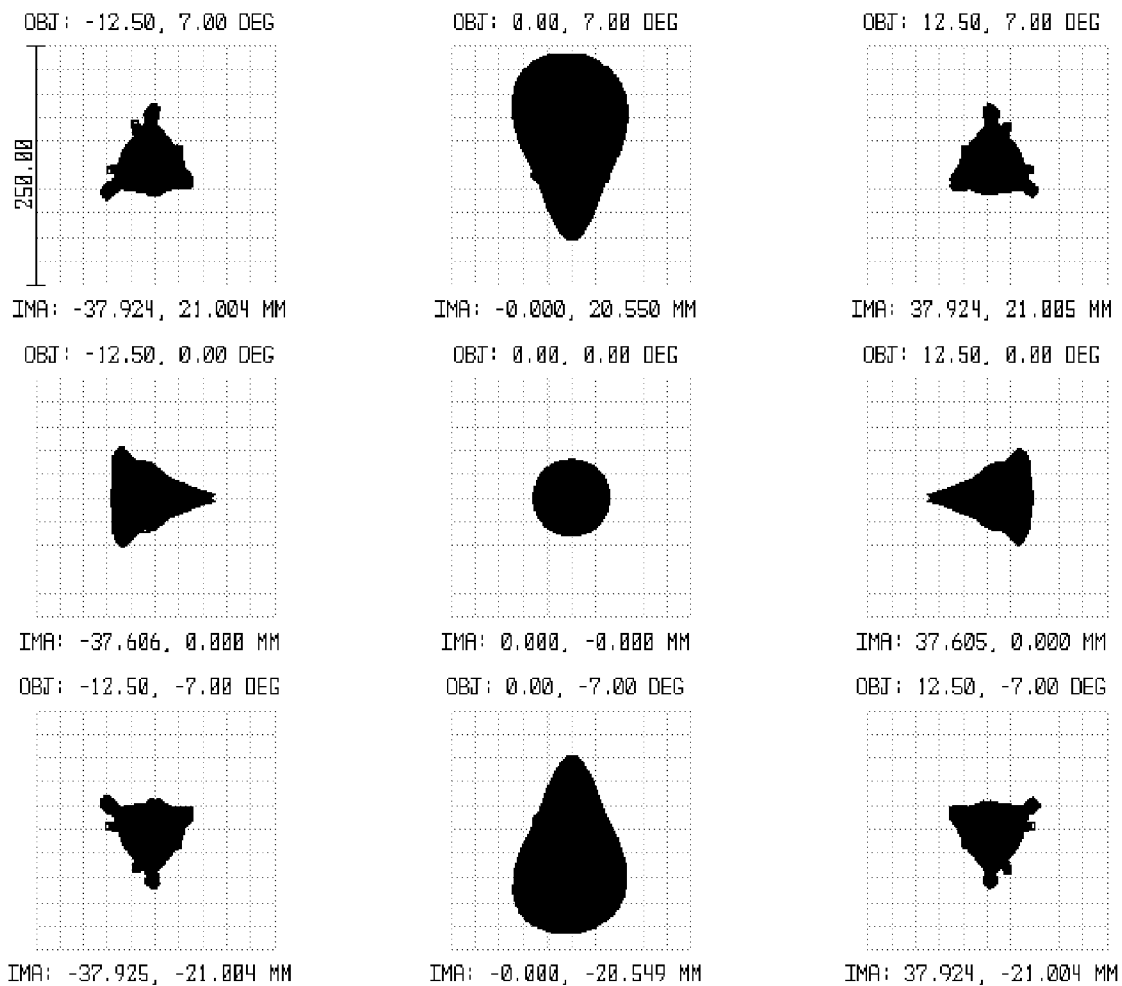 OBJ: -12.50, 7.00 DEG
OBJ: 0.00, 7.00 DEG
OBJ: 12.50, 7.00 DEG
250.00
IMA: -37.924, 21.004 MM
IMA: -0.000, 20.550 MM
IMA: 37.924, 21.005 MM
OBJ: -12.50, 0.00 DEG
OBJ: 0.00, 0.00 DEG
OBJ: 12.50, 0.00 DEG
IMA: -37.606, 0.000 MM
IMA: 0.000, -0.000 MM
IMA: 37.605, 0.000 MM
OBJ: -12.50, -7.00 DEG
OBJ: 0.00, -7.00 DEG
OBJ: 12.50, -7.00 DEG
IMA: -37.925, -21.004 MM
IMA: -0.000, -20.549 MM
IMA: 37.924, -21.004 MM